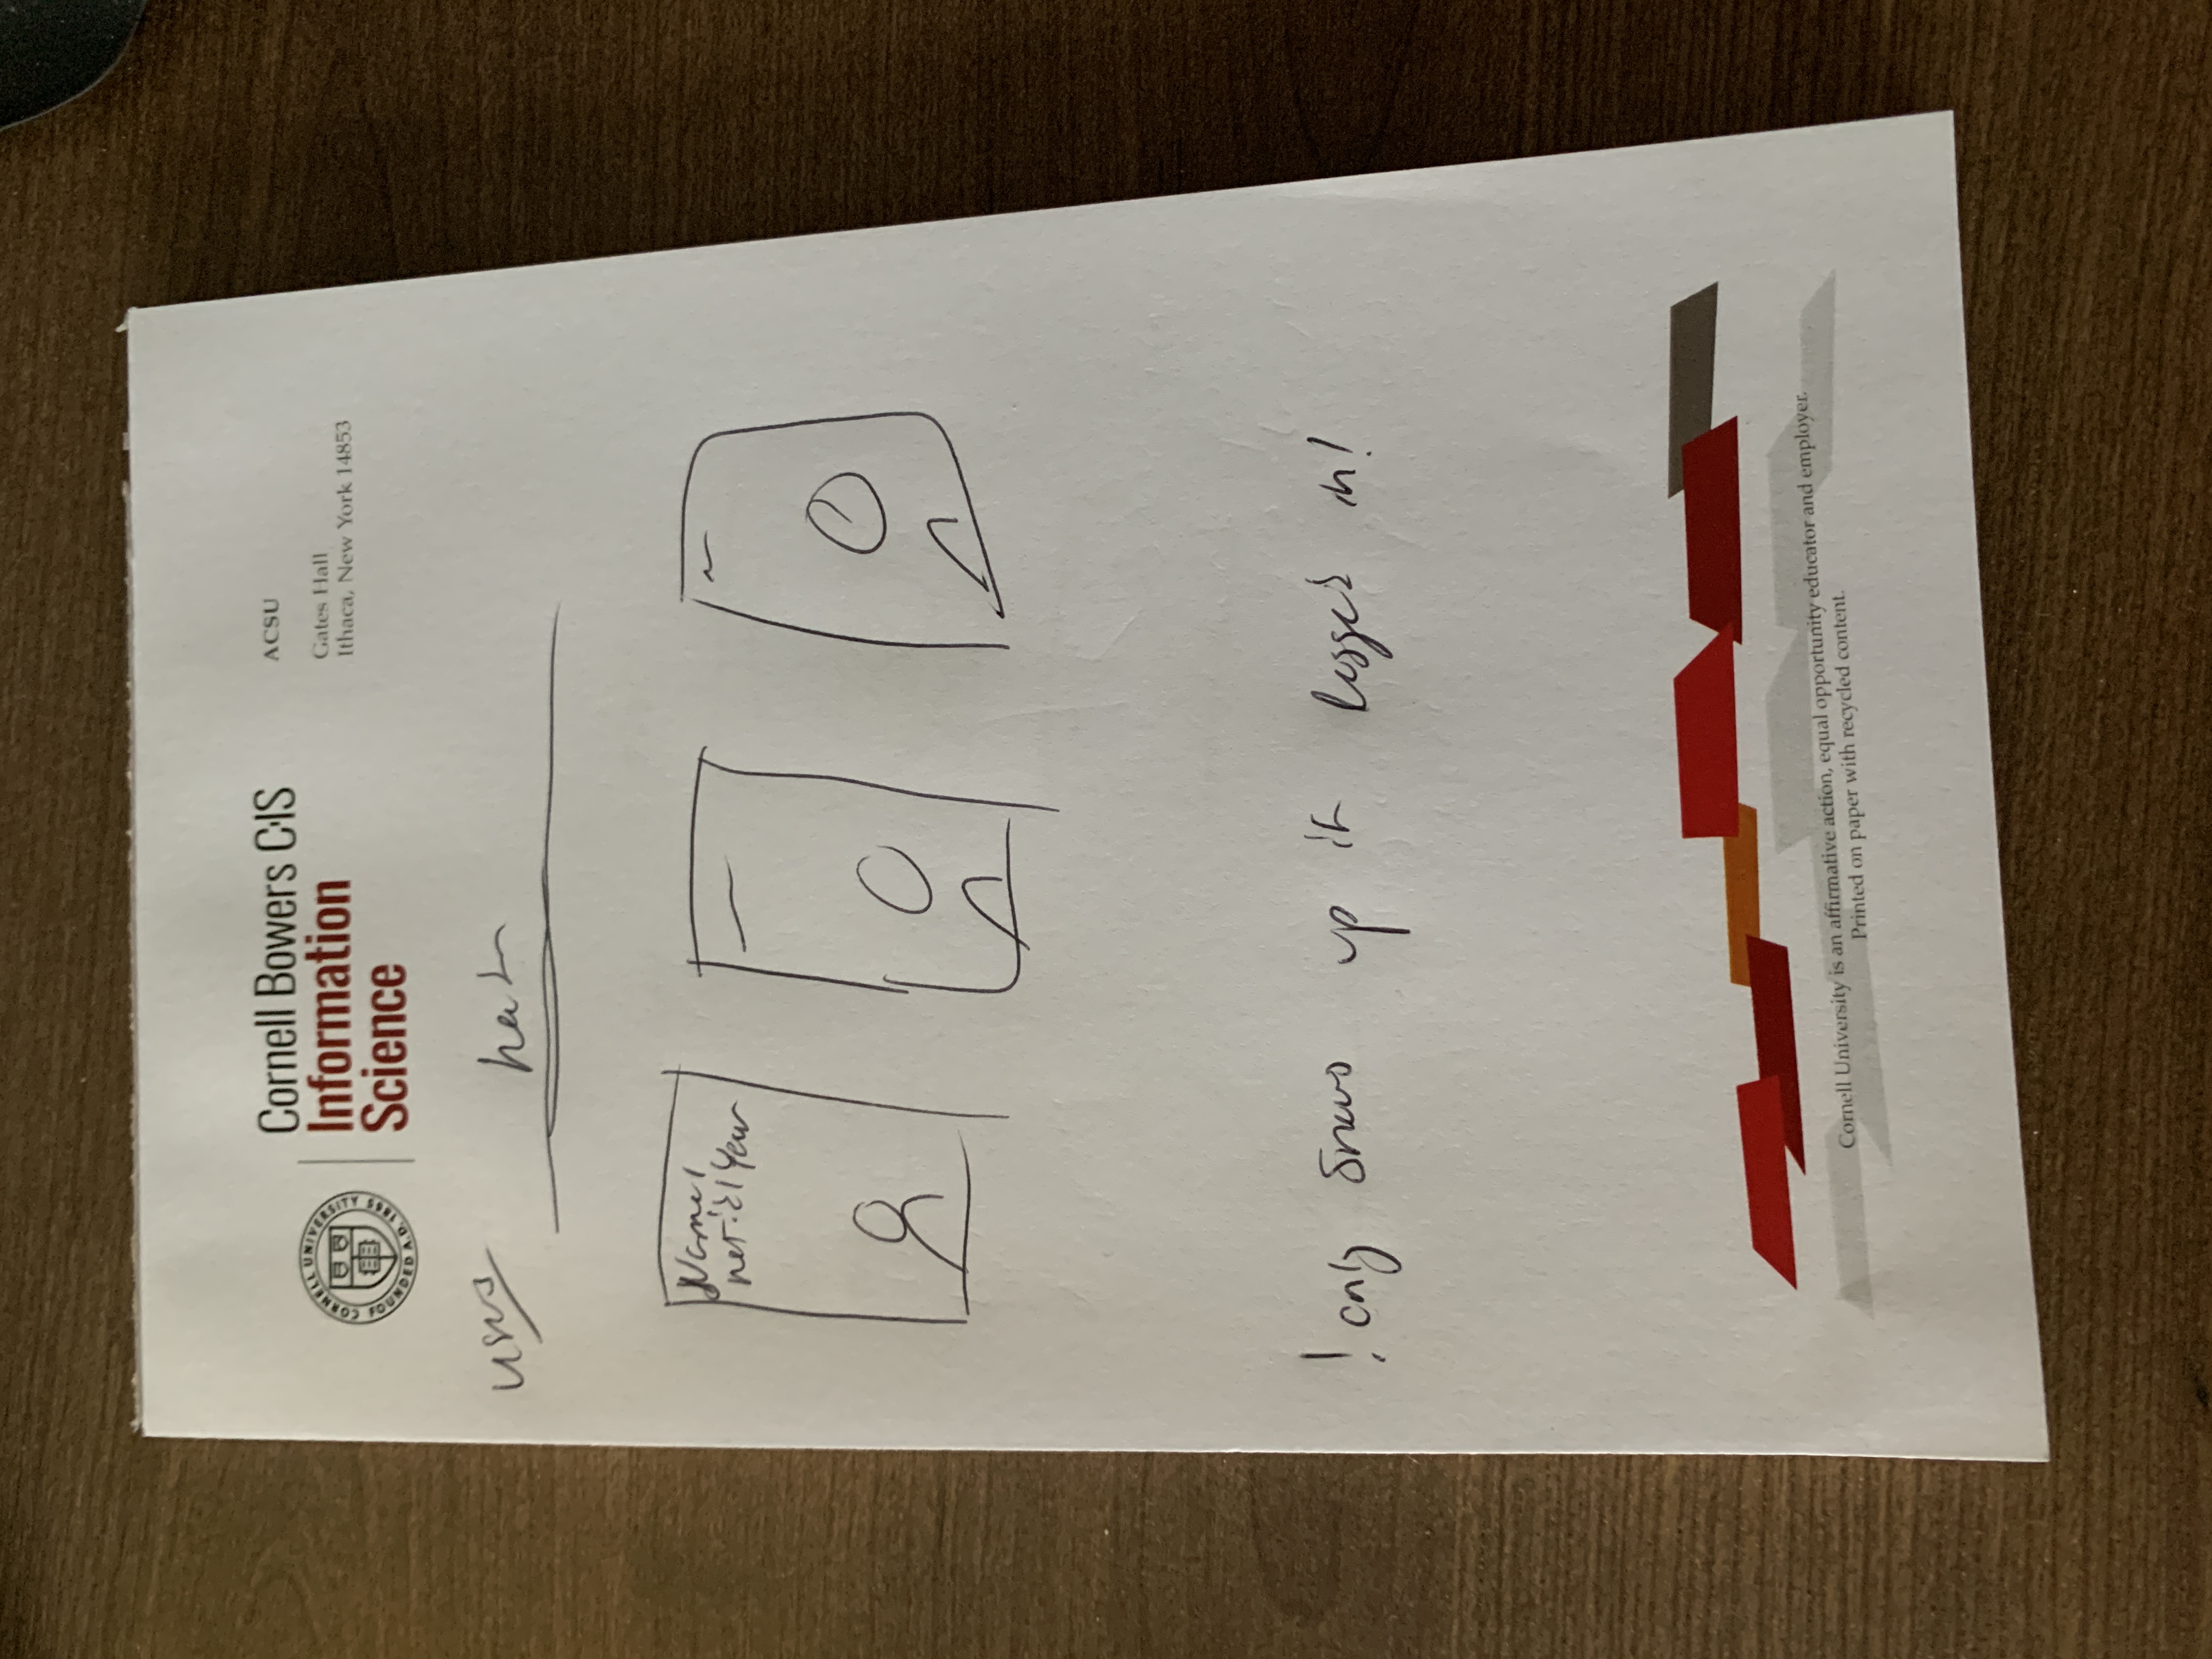 Cornell Bowers C·IS
Information
Science
ACSU
Gates Hall
Ithaca, New York 14853
CORNELL UNIVERSITY
FOUNDED A.D. 1865
users
Name/
net id/Year
! only shows up if logged in!
Cornell University is an affirmative action, equal opportunity educator and employer.
Printed on paper with recycled content.